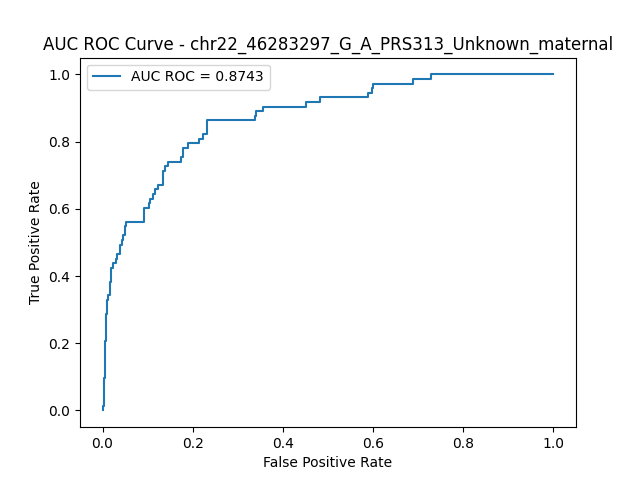 AUC ROC Curve - chr22_46283297_G_A_PRS313_Unknown_maternal
AUC ROC = 0.8743
True Positive Rate
1.0
0.8
0.6
0.4
0.2
0.0
0.0 0.2 0.4 0.6 0.8 1.0
False Positive Rate